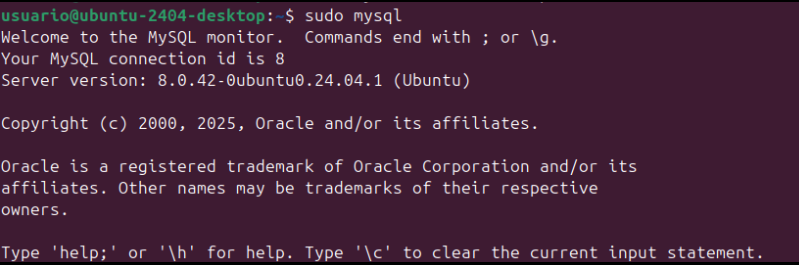 usuario@ubuntu-2404-desktop:~$ sudo mysql
Welcome to the MySQL monitor.  Commands end with ; or \g.
Your MySQL connection id is 8
Server version: 8.0.42-0ubuntu0.24.04.1 (Ubuntu)
Copyright (c) 2000, 2025, Oracle and/or its affiliates.
Oracle is a registered trademark of Oracle Corporation and/or its
affiliates. Other names may be trademarks of their respective
owners.
Type 'help;' or '\h' for help. Type '\c' to clear the current input statement.